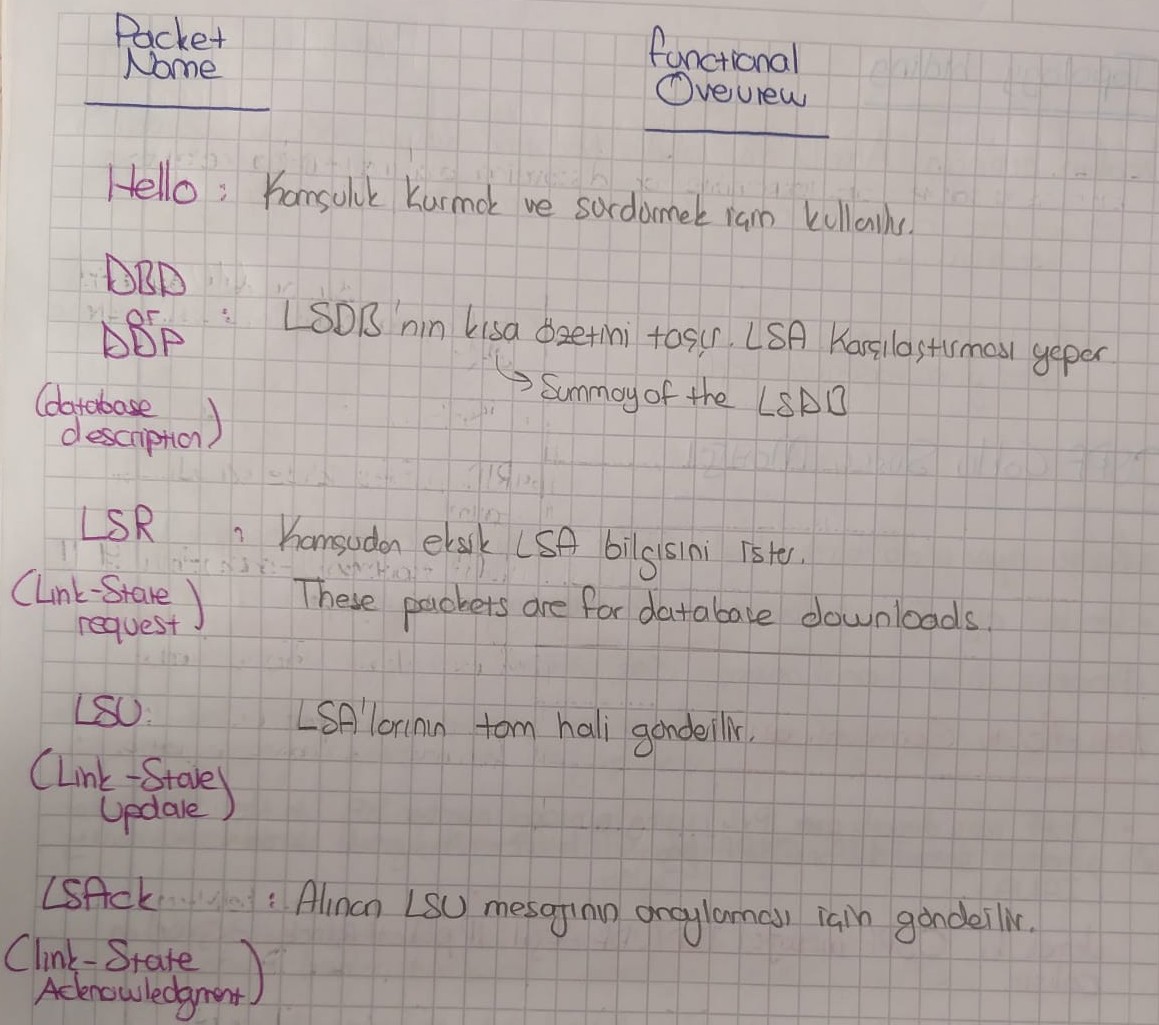 Packet
Name
functional
Overview
Hello : Komşuluk kurmak ve sürdürmek için kullanılır.
DBD
or
DDP : LSDB'nin kısa özetini taşır. LSA Karşılaştırması yapar
(database
description)
↳ Summay of the LSDB
LSR : Komşudan eksik LSA bilgisini ister.
(Link-State
request)
These packets are for database downloads.
LSU: LSA'larının tam hali gönderilir.
(Link-State
Update)
LSAck : Alınan LSU mesajının onaylaması için gönderilir.
(link-State
Acknowledgment)